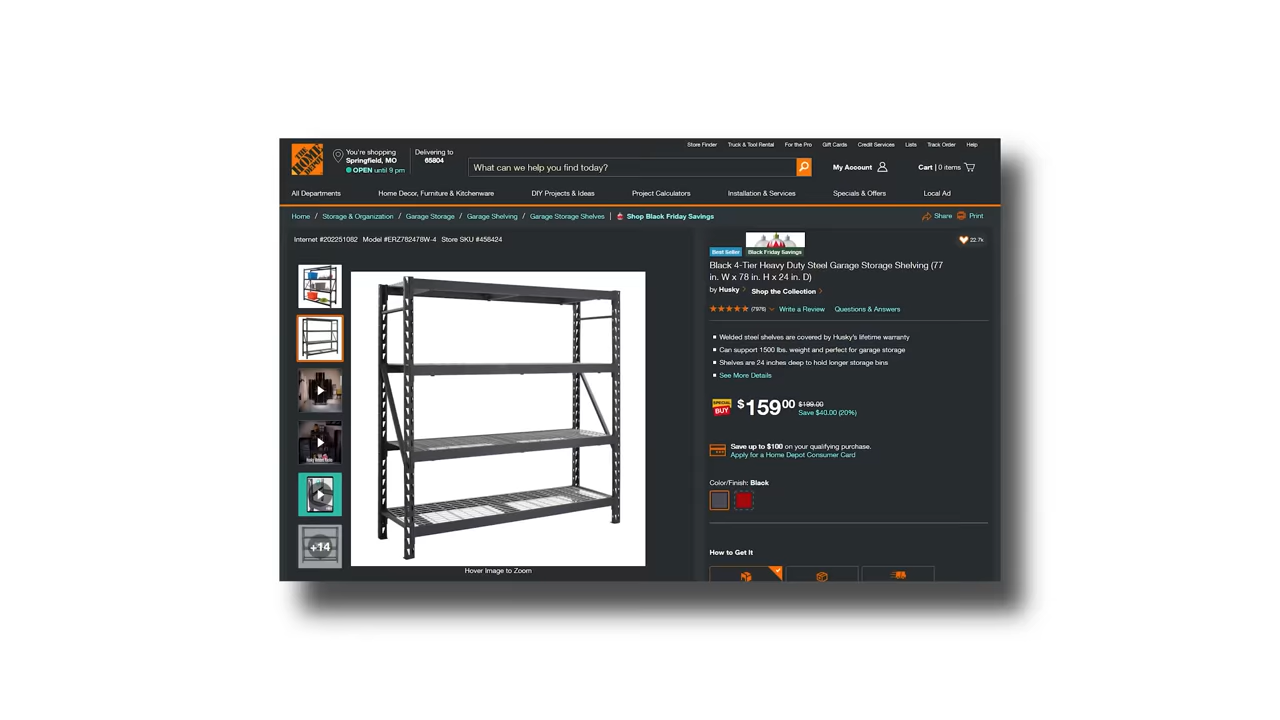 THE HOME DEPOT
You're shopping
Springfield, MO
OPEN until 9 pm
Delivering to
65804
What can we help you find today?
Store Finder
Truck & Tool Rental
For the Pro
Gift Cards
Credit Services
Lists
Track Order
Help
My Account
Cart | 0 items
All Departments
Home Decor, Furniture & Kitchenware
DIY Projects & Ideas
Project Calculators
Installation & Services
Specials & Offers
Local Ad
Home / Storage & Organization / Garage Storage / Garage Shelving / Garage Storage Shelves | Shop Black Friday Savings
Share
Print
Internet #202251082 Model #ERZ782478W-4 Store SKU #458424
+14
Hover Image to Zoom
Best Seller
Black Friday Savings
22.7k
Black 4-Tier Heavy Duty Steel Garage Storage Shelving (77
in. W x 78 in. H x 24 in. D)
by Husky
Shop the Collection
(7976)
Write a Review
Questions & Answers
Welded steel shelves are covered by Husky's lifetime warranty
Can support 1500 lbs. weight and perfect for garage storage
Shelves are 24 inches deep to hold longer storage bins
See More Details
SPECIAL
BUY
$15900
$199.00
Save $40.00 (20%)
Save up to $100 on your qualifying purchase.
Apply for a Home Depot Consumer Card
Color/Finish: Black
How to Get It